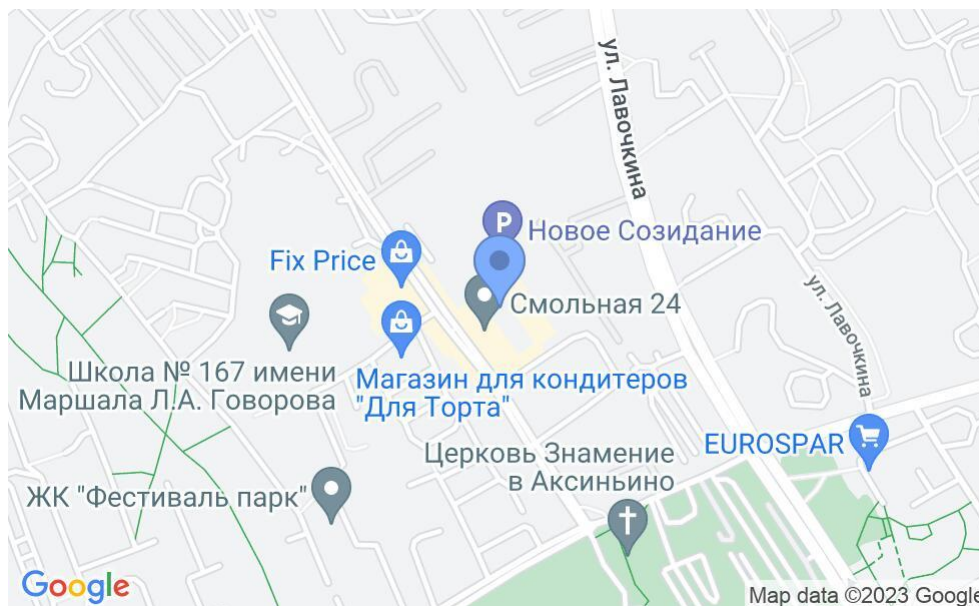 ул. Лавочкина
Новое Созидание
Fix Price
Смольная 24
ул. Лавочкина
Школа № 167 имени
Маршала Л.А. Говорова
Магазин для кондитеров
"Для Торта"
EUROSPAR
Церковь Знамение
в Аксиньино
ЖК "Фестиваль парк"
Google
Map data ©2023 Google